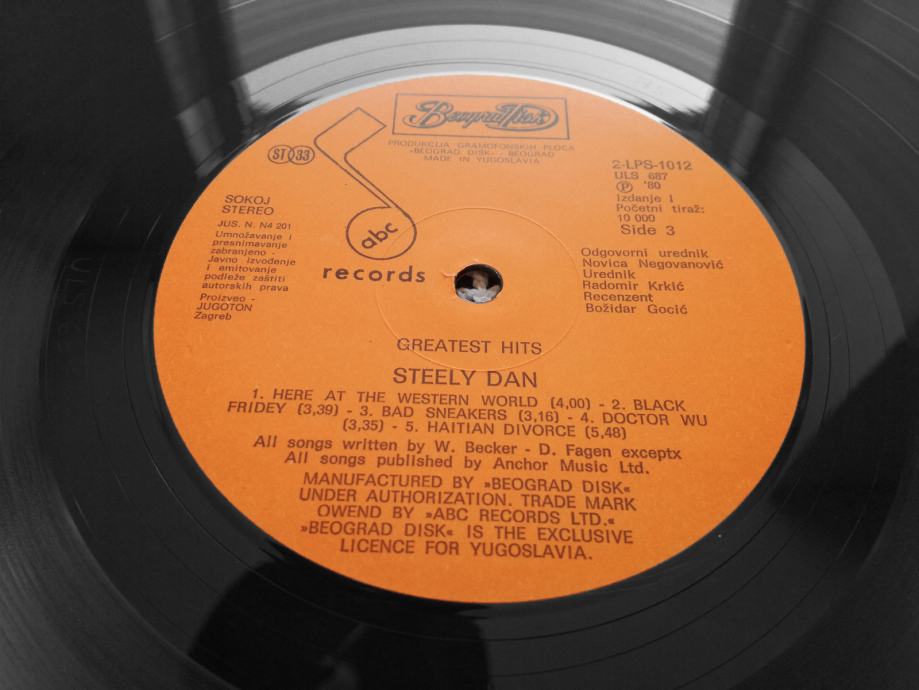 Beograd Disk
PRODUKCIJA GRAMOFONSKIH PLOČA
»BEOGRAD DISK« - BEOGRAD
MADE IN YUGOSLAVIA
ST 33
abc
records
SOKOJ
STEREO
JUS. N. N4 201
Umnožavanje i
presnimavanje
zabranjeno -
Javno izvođenje
i emitovanje
podleže zaštiti
autorskih prava
Proizveo -
JUGOTON
Zagreb
2-LPS-1012
ULS 687
Ⓟ '80
Izdanje I
Početni tiraž:
10 000
Side 3
Odgovorni urednik
Novica Negovanović
Urednik
Radomir Krkić
Recenzent
Božidar Gocić
GREATEST HITS
STEELY DAN
1. HERE AT THE WESTERN WORLD (4,00) - 2. BLACK
FRIDEY (3,39) - 3. BAD SNEAKERS (3,16) - 4. DOCTOR WU
(3,35) - 5. HAITIAN DIVORCE (5,48)
All songs written by W. Becker - D. Fagen exceptx
All songs published by Anchor Music Ltd.
MANUFACTURED BY »BEOGRAD DISK«
UNDER AUTHORIZATION. TRADE MARK
OWEND BY »ABC RECORDS LTD.«
»BEOGRAD DISK« IS THE EXCLUSIVE
LICENCE FOR YUGOSLAVIA.